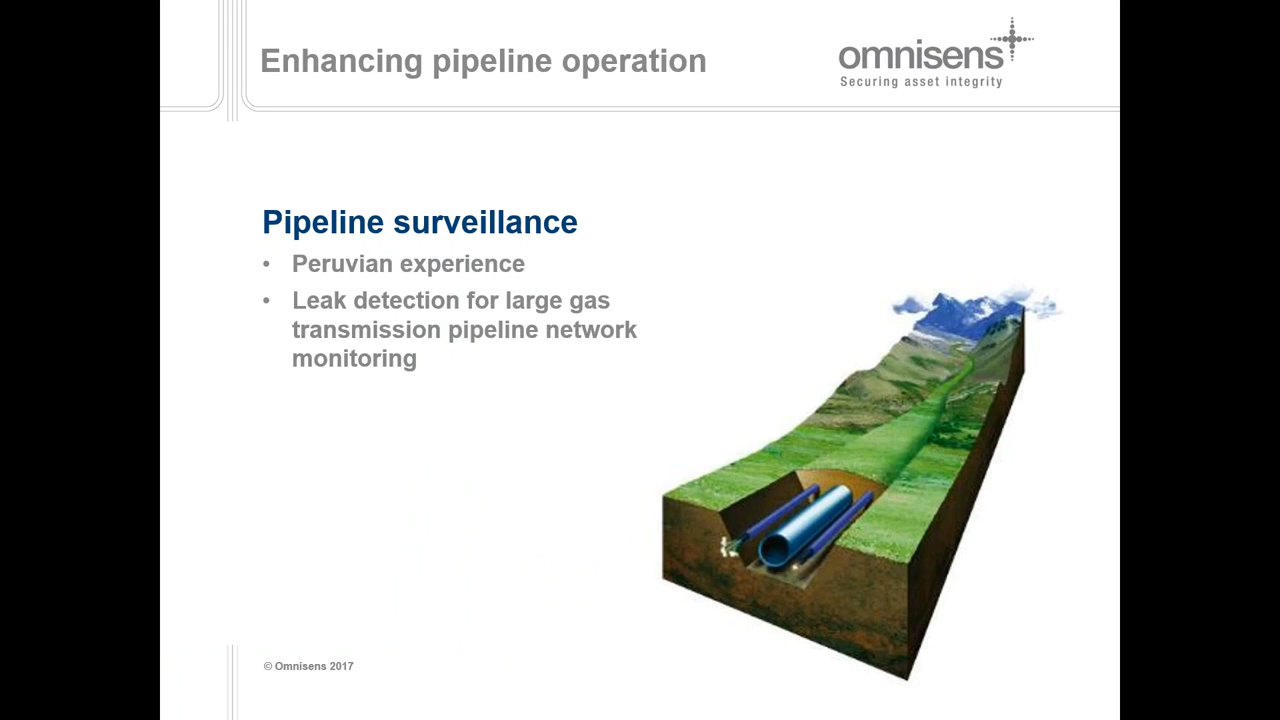 Enhancing pipeline operation
omnisens
Securing asset integrity
Pipeline surveillance
• Peruvian experience
• Leak detection for large gas
transmission pipeline network
monitoring
© Omnisens 2017